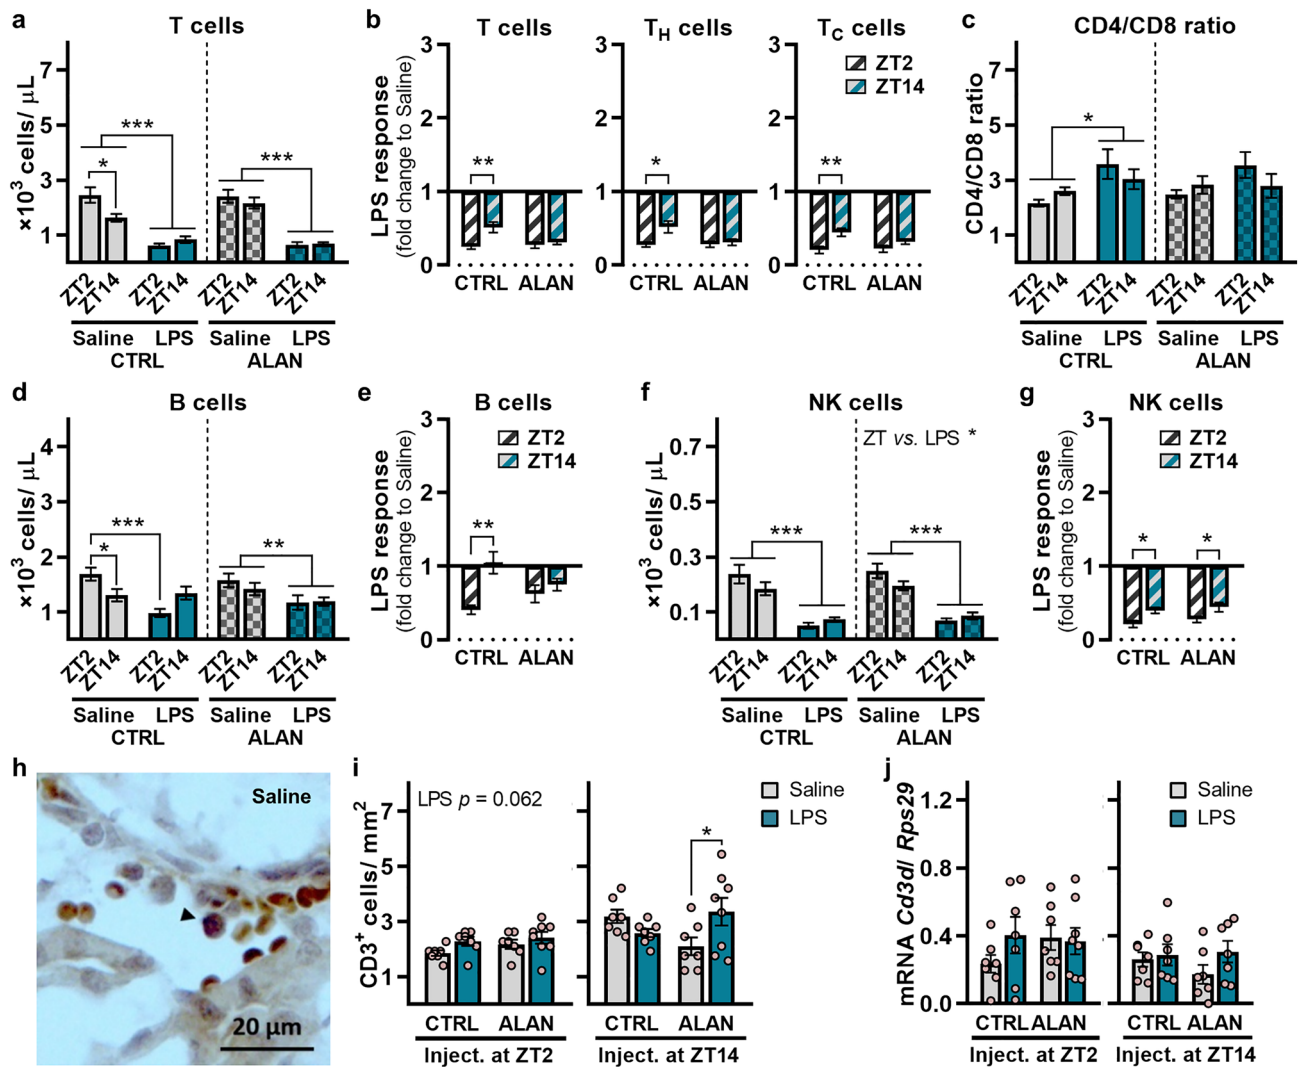 a
T cells
×10³ cells/ µL
7
5
3
1
***
*
***
ZT2
ZT14
ZT2
ZT14
ZT2
ZT14
ZT2
ZT14
Saline LPS
Saline LPS
CTRL
ALAN
b
T cells
TH cells
TC cells
LPS response
(fold change to Saline)
3
2
1
0
**
CTRL ALAN
3
2
1
0
*
CTRL ALAN
3
2
1
0
**
ZT2
ZT14
CTRL ALAN
c
CD4/CD8 ratio
CD4/CD8 ratio
7
5
3
1
*
ZT2
ZT14
ZT2
ZT14
ZT2
ZT14
ZT2
ZT14
Saline LPS
Saline LPS
CTRL
ALAN
d
B cells
×10³ cells/ µL
4
3
2
1
***
*
**
ZT2
ZT14
ZT2
ZT14
ZT2
ZT14
ZT2
ZT14
Saline LPS
Saline LPS
CTRL
ALAN
e
B cells
LPS response
(fold change to Saline)
3
2
1
0
ZT2
ZT14
**
CTRL ALAN
f
NK cells
×10³ cells/ µL
0.7
0.5
0.3
0.1
ZT vs. LPS *
***
***
ZT2
ZT14
ZT2
ZT14
ZT2
ZT14
ZT2
ZT14
Saline LPS
Saline LPS
CTRL
ALAN
g
NK cells
LPS response
(fold change to Saline)
3
2
1
0
ZT2
ZT14
*
*
CTRL ALAN
h
Saline
20 µm
i
CD3⁺ cells/ mm²
7
5
3
1
LPS p = 0.062
*
Saline
LPS
CTRL ALAN
CTRL ALAN
Inject. at ZT2
Inject. at ZT14
j
mRNA Cd3d/ Rps29
1.2
0.8
0.4
0.0
Saline
LPS
CTRL ALAN
CTRL ALAN
Inject. at ZT2
Inject. at ZT14